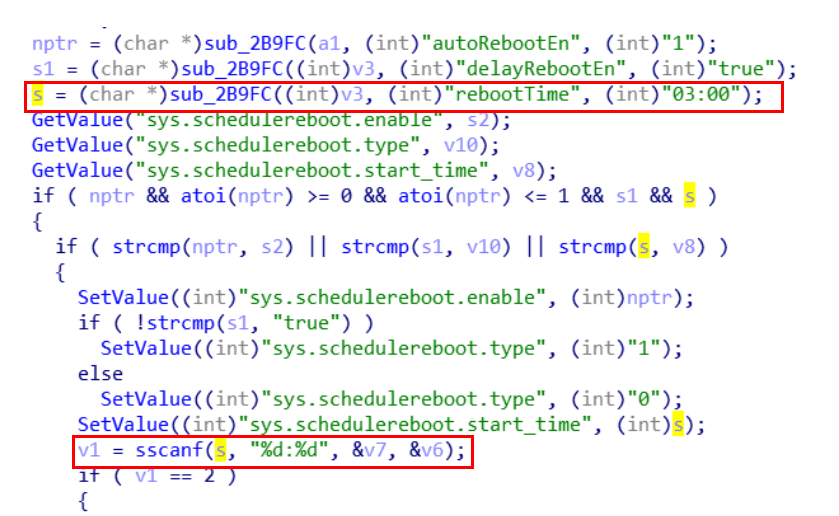 nptr = (char *)sub_2B9FC(a1, (int)"autoRebootEn", (int)"1");
s1 = (char *)sub_2B9FC((int)v3, (int)"delayRebootEn", (int)"true");
s = (char *)sub_2B9FC((int)v3, (int)"rebootTime", (int)"03:00");
GetValue("sys.schedulereboot.enable", s2);
GetValue("sys.schedulereboot.type", v10);
GetValue("sys.schedulereboot.start_time", v8);
if ( nptr && atoi(nptr) >= 0 && atoi(nptr) <= 1 && s1 && s )
{
if ( strcmp(nptr, s2) || strcmp(s1, v10) || strcmp(s, v8) )
{
SetValue((int)"sys.schedulereboot.enable", (int)nptr);
if ( !strcmp(s1, "true") )
SetValue((int)"sys.schedulereboot.type", (int)"1");
else
SetValue((int)"sys.schedulereboot.type", (int)"0");
SetValue((int)"sys.schedulereboot.start_time", (int)s);
v1 = sscanf(s, "%d:%d", &v7, &v6);
if ( v1 == 2 )
{